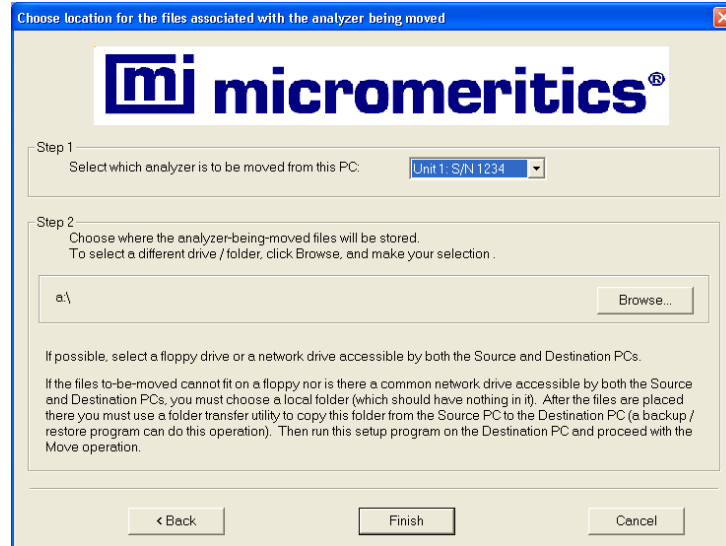 Choose location for the files associated with the analyzer being moved
mi micromeritics®
Step 1
Select which analyzer is to be moved from this PC:
Unit 1: S/N 1234
Step 2
Choose where the analyzer-being-moved files will be stored.
To select a different drive / folder, click Browse, and make your selection .
a:\
Browse...
If possible, select a floppy drive or a network drive accessible by both the Source and Destination PCs.
If the files to-be-moved cannot fit on a floppy nor is there a common network drive accessible by both the Source
and Destination PCs, you must choose a local folder (which should have nothing in it). After the files are placed
there you must use a folder transfer utility to copy this folder from the Source PC to the Destination PC (a backup /
restore program can do this operation). Then run this setup program on the Destination PC and proceed with the
Move operation.
< Back
Finish
Cancel